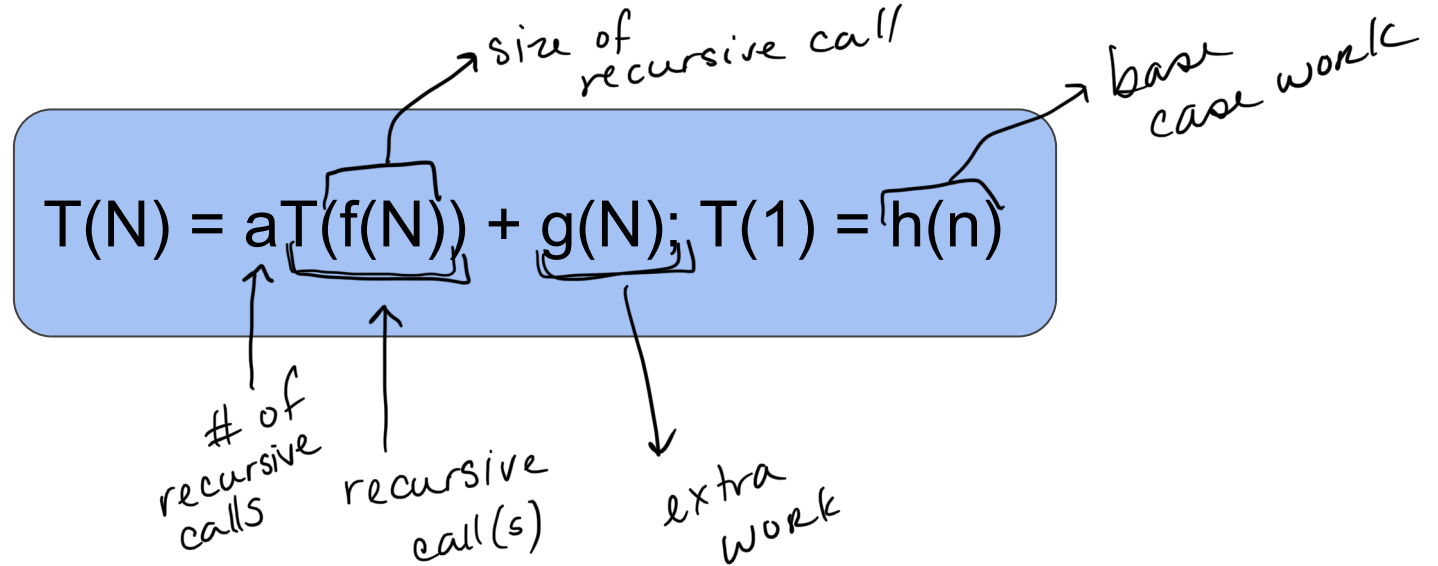 size of
recursive call
base
case work
T(N) = aT(f(N)) + g(N); T(1) = h(n)
# of
recursive
calls
recursive
call(s)
extra
work